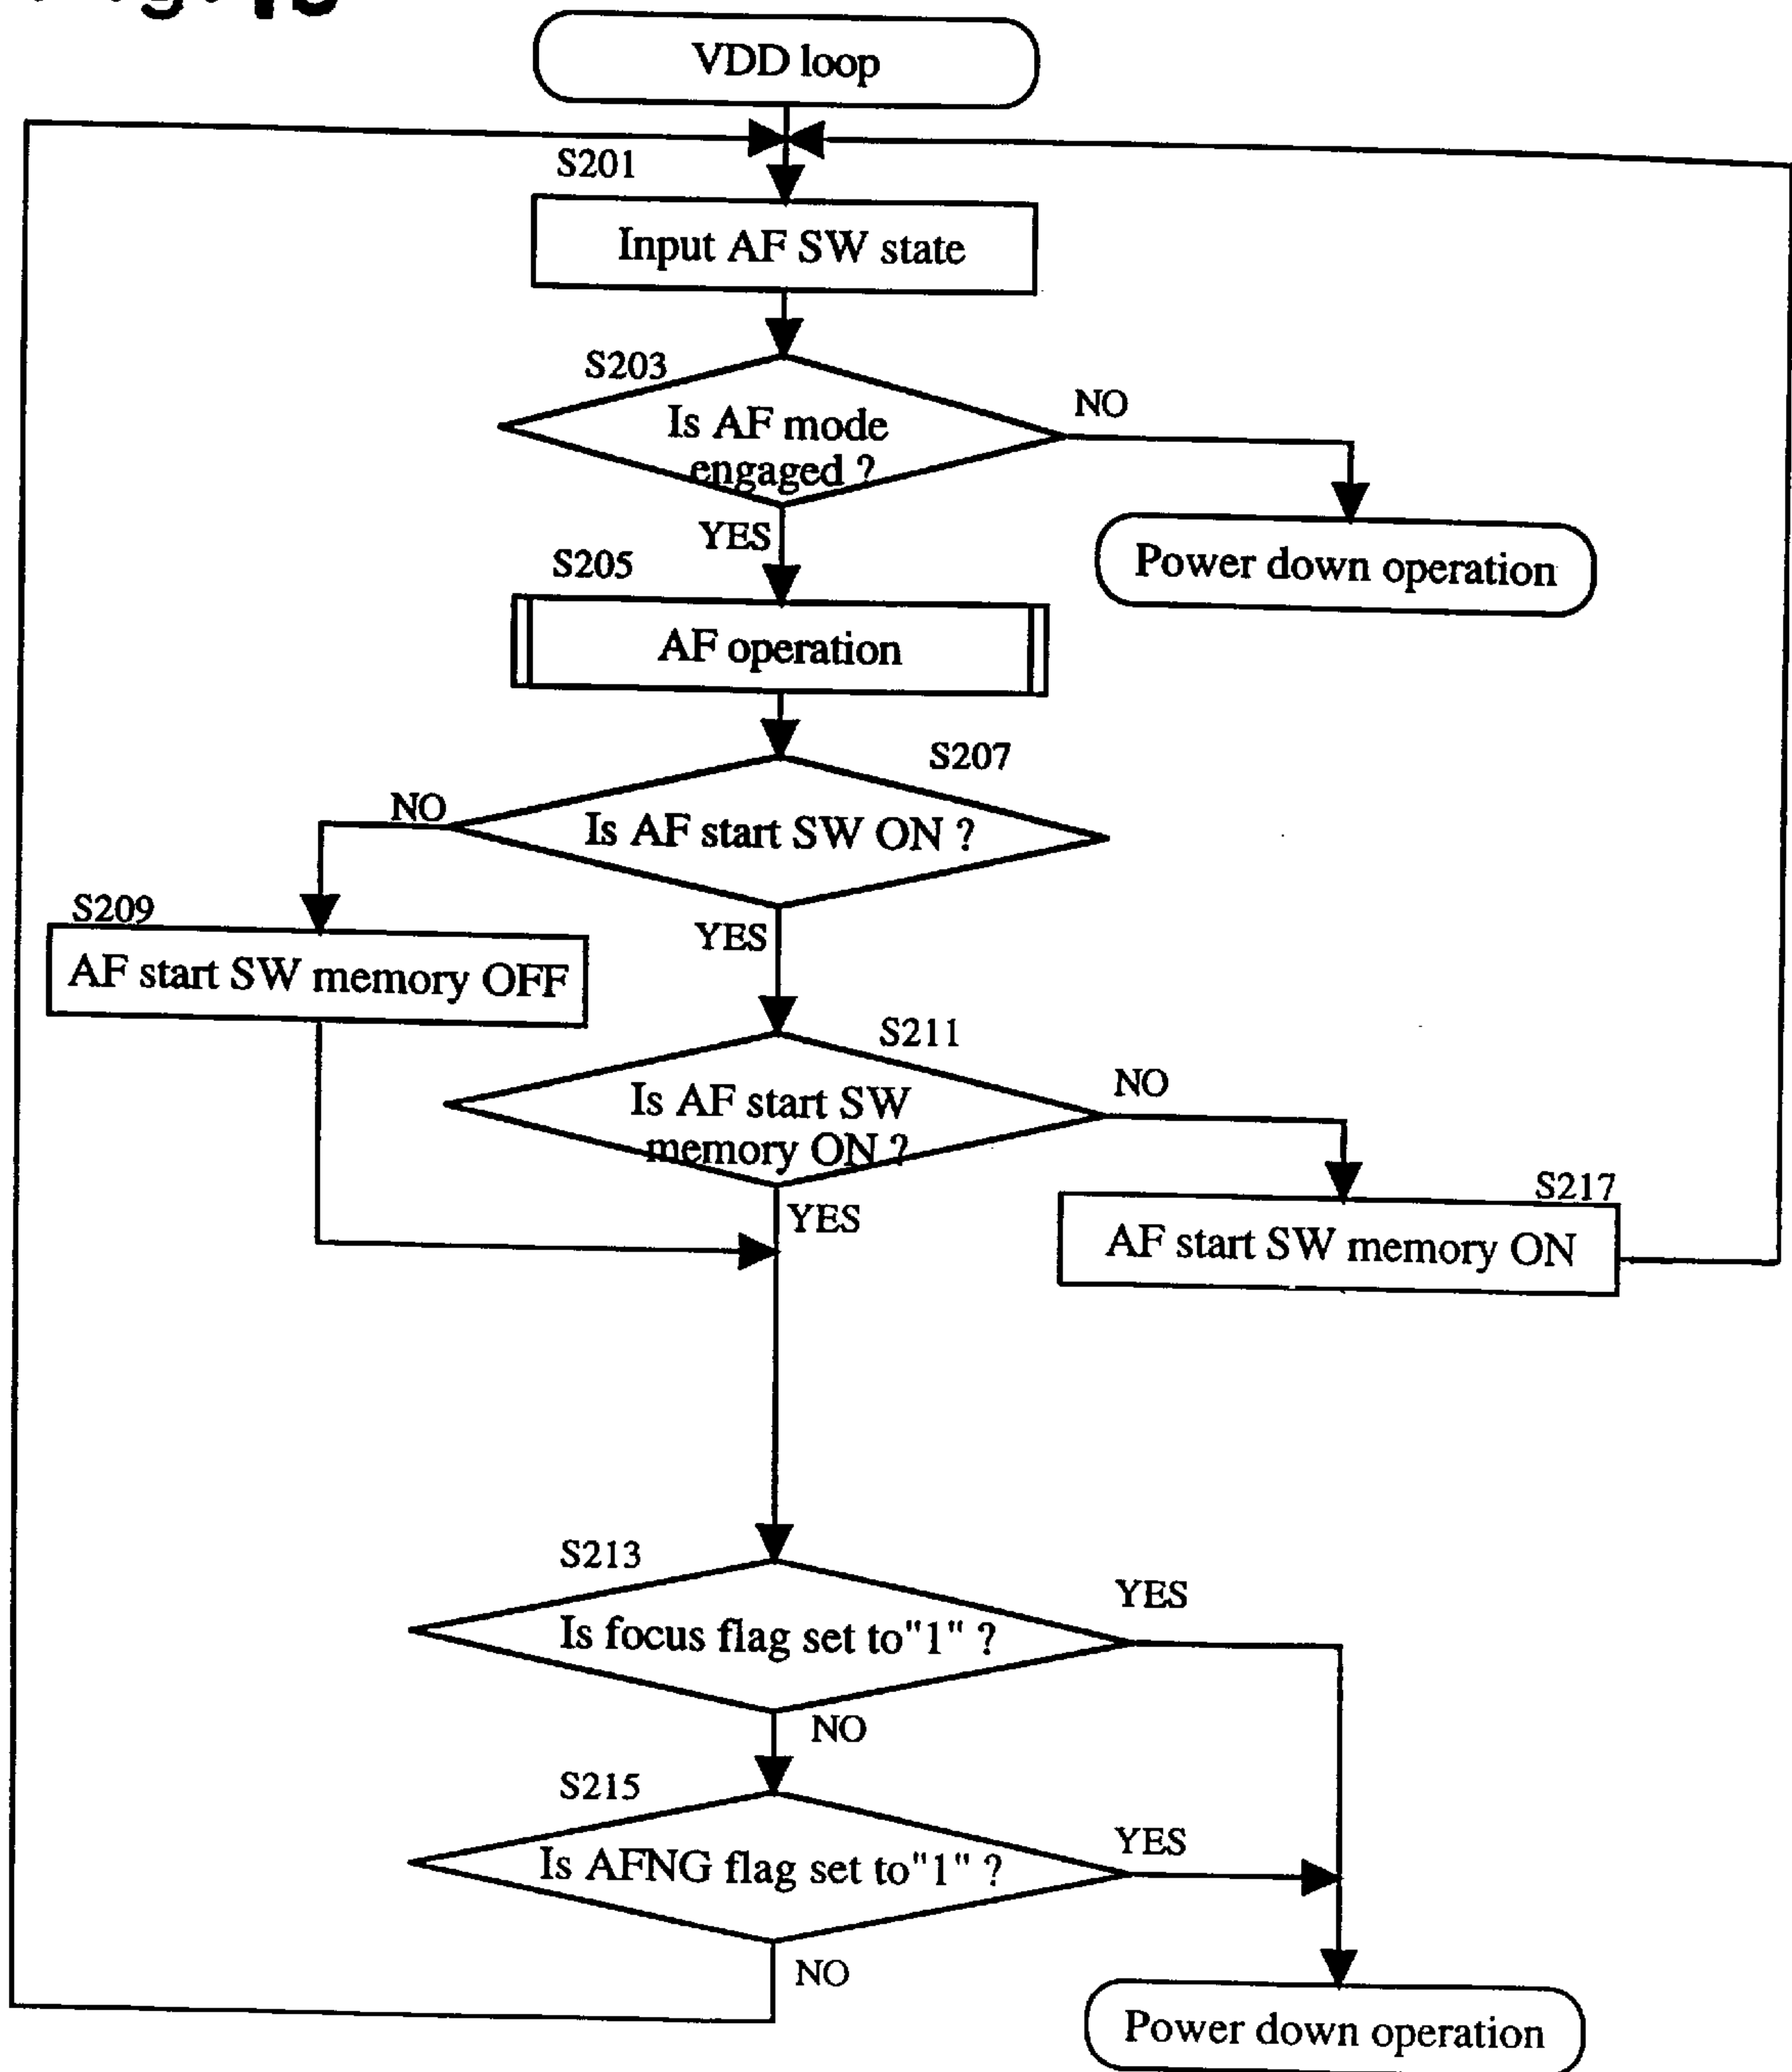 VDD loop
S201
Input AF SW state
S203
Is AF mode
engaged ?
NO
YES
Power down operation
S205
AF operation
S207
NO
Is AF start SW ON ?
S209
YES
AF start SW memory OFF
S211
NO
Is AF start SW
memory ON ?
S217
YES
AF start SW memory ON
S213
YES
Is focus flag set to"1" ?
NO
S215
YES
Is AFNG flag set to"1" ?
NO
Power down operation